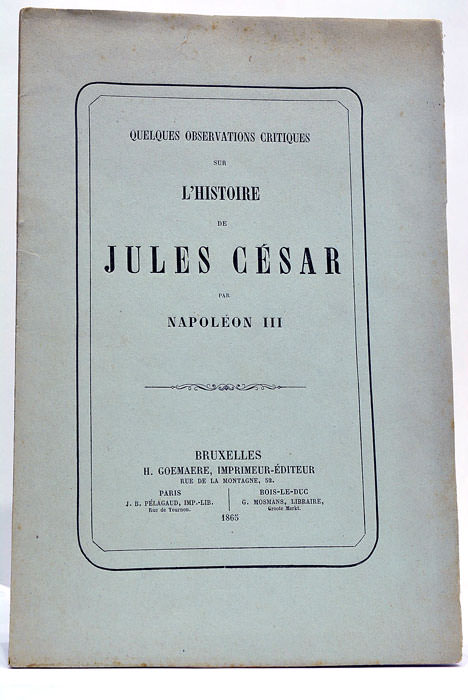 QUELQUES OBSERVATIONS CRITIQUES
SUR
L'HISTOIRE
DE
JULES CÉSAR
PAR
NAPOLÉON III
BRUXELLES
H. GOEMAERE, IMPRIMEUR-ÉDITEUR
RUE DE LA MONTAGNE, 52.
PARIS
J. B. PÉLAGAUD, IMP.-LIB.
Rue de Tournon.
BOIS-LE-DUC
G. MOSMANS, LIBRAIRE,
Groote Markt.
1865